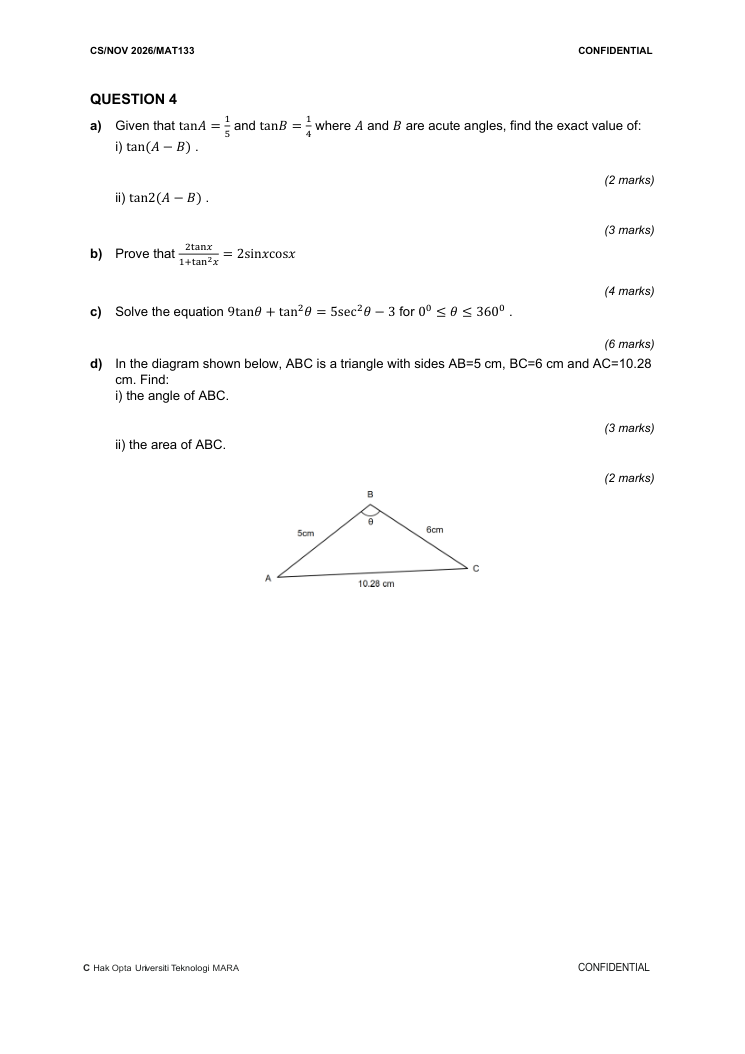 CS/NOV 2026/MAT133 CONFIDENTIAL
QUESTION 4
a) Given that tanA = 1/5 and tanB = 1/4 where A and B are acute angles, find the exact value of:
i) tan(A − B) .
(2 marks)
ii) tan2(A − B) .
(3 marks)
b) Prove that 2tanx/1+tan²x = 2sinxcosx
(4 marks)
c) Solve the equation 9tanθ + tan²θ = 5sec²θ − 3 for 0⁰ ≤ θ ≤ 360⁰ .
(6 marks)
d) In the diagram shown below, ABC is a triangle with sides AB=5 cm, BC=6 cm and AC=10.28
cm. Find:
i) the angle of ABC.
(3 marks)
ii) the area of ABC.
(2 marks)
B
θ
5cm 6cm
A C
10.28 cm
C Hak Opta Universiti Teknologi MARA CONFIDENTIAL